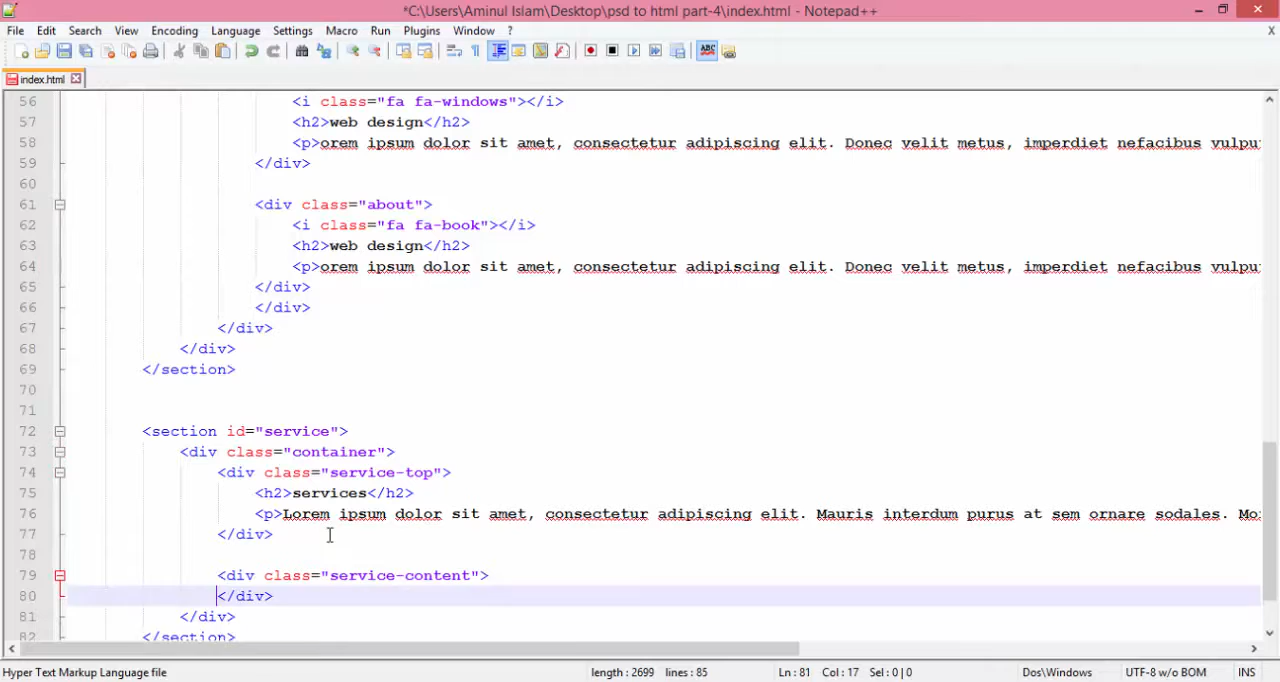 *C:\Users\Aminul Islam\Desktop\psd to html part-4\index.html - Notepad++
File Edit Search View Encoding Language Settings Macro Run Plugins Window ? X
index.html
56 <i class="fa fa-windows"></i>
57 <h2>web design</h2>
58 <p>orem ipsum dolor sit amet, consectetur adipiscing elit. Donec velit metus, imperdiet nefacibus vulpu
59 </div>
60
61 <div class="about">
62 <i class="fa fa-book"></i>
63 <h2>web design</h2>
64 <p>orem ipsum dolor sit amet, consectetur adipiscing elit. Donec velit metus, imperdiet nefacibus vulpu
65 </div>
66 </div>
67 </div>
68 </div>
69 </section>
70
71
72 <section id="service">
73 <div class="container">
74 <div class="service-top">
75 <h2>services</h2>
76 <p>Lorem ipsum dolor sit amet, consectetur adipiscing elit. Mauris interdum purus at sem ornare sodales. Mo
77 </div>
78
79 <div class="service-content">
80 </div>
81 </div>
82 </section>
Hyper Text Markup Language file length : 2699 lines : 85 Ln : 81 Col : 17 Sel : 0 | 0 Dos\Windows UTF-8 w/o BOM INS